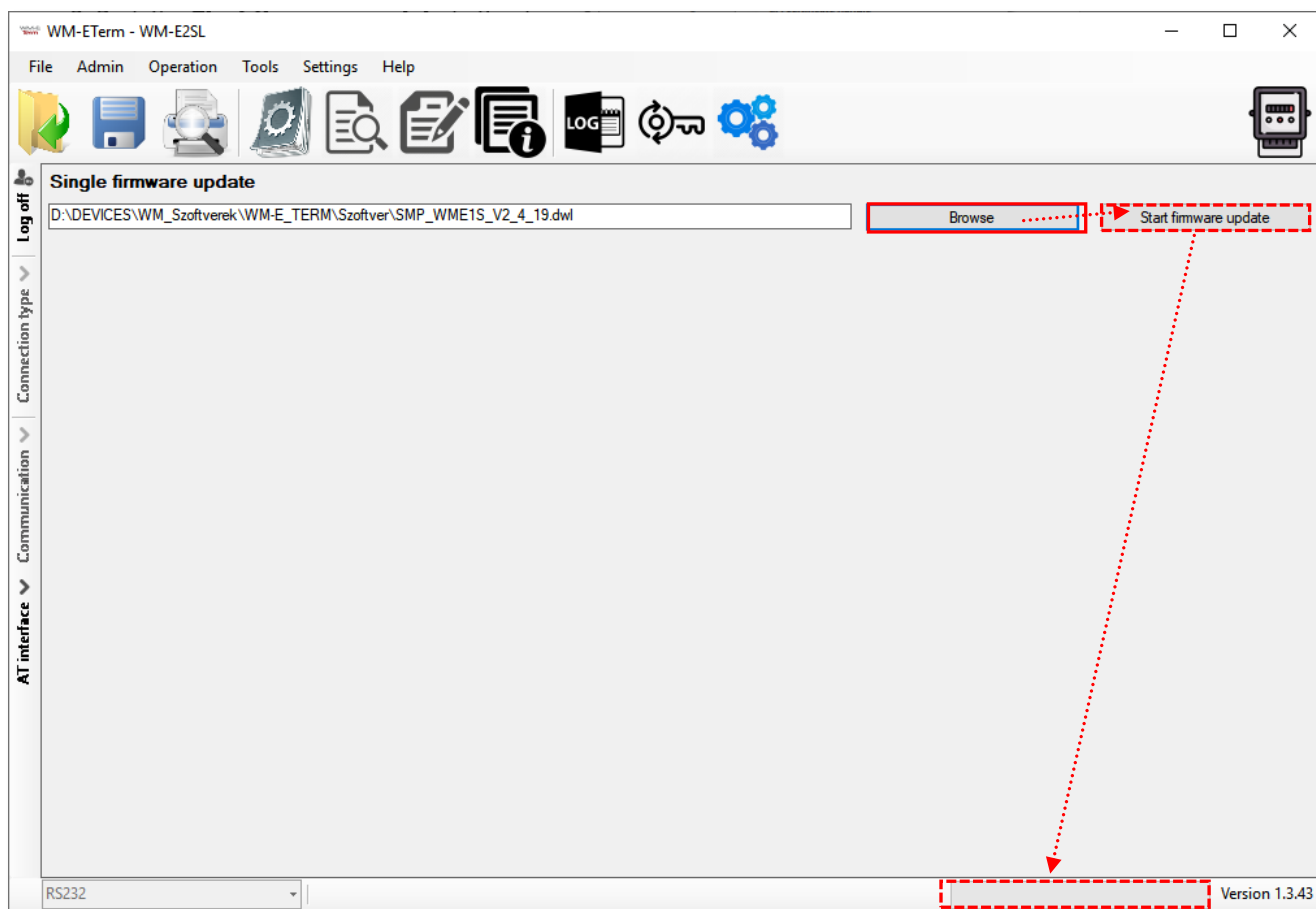 WM-ETerm - WM-E2SL
File Admin Operation Tools Settings Help
LOG
Single firmware update
D:\DEVICES\WM_Szoftverek\WM-E_TERM\Szoftver\SMP_WME1S_V2_4_19.dwl
Browse
Start firmware update
Log off
Connection type
Communication
AT interface
RS232
Version 1.3.43